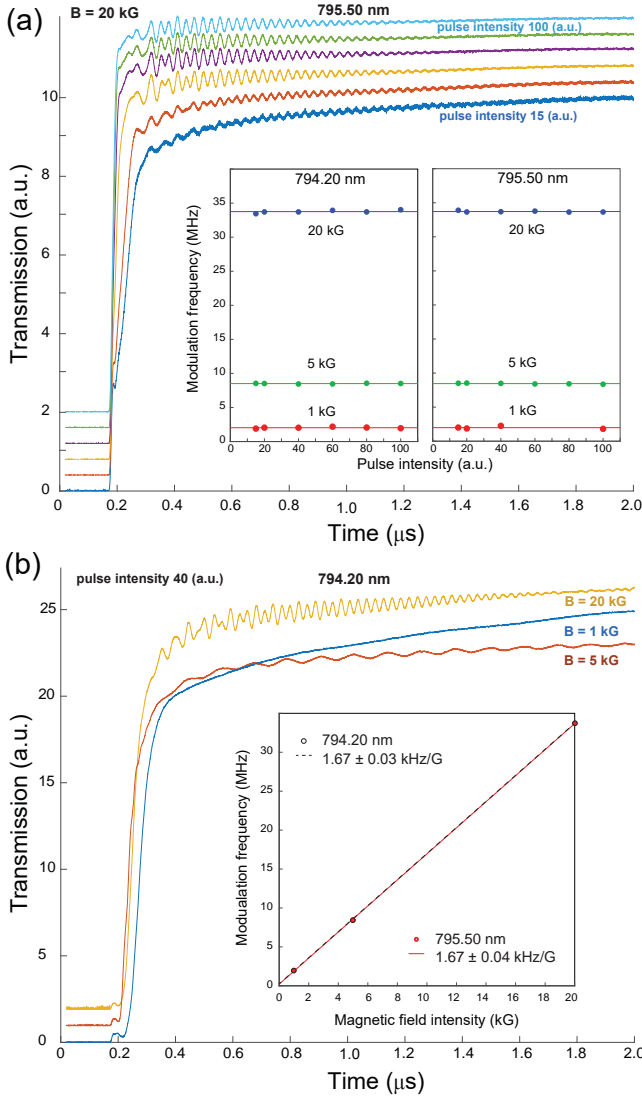 (a)
B = 20 kG
795.50 nm
pulse intensity 100 (a.u.)
pulse intensity 15 (a.u.)
Transmission (a.u.)
10
8
6
4
2
0
794.20 nm
795.50 nm
Modulation frequency (MHz)
40
35
30
25
20
15
10
5
0
20 kG
20 kG
5 kG
5 kG
1 kG
1 kG
0 20 40 60 80 100
0 20 40 60 80 100
Pulse intensity (a.u.)
0 0.2 0.4 0.6 0.8 1.0 1.2 1.4 1.6 1.8 2.0
Time (μs
(b)
pulse intensity 40 (a.u.)
794.20 nm
B = 20 kG
B = 1 kG
B = 5 kG
Transmission (a.u.)
25
20
15
10
5
0
Modualation frequency (MHz)
30
25
20
15
10
5
0
794.20 nm
1.67 ± 0.03 kHz/G
795.50 nm
1.67 ± 0.04 kHz/G
0 2 4 6 8 10 12 14 16 18 20
Magnetic field intensity (kG)
0 0.2 0.4 0.6 0.8 1.0 1.2 1.4 1.6 1.8 2.0
Time (μs